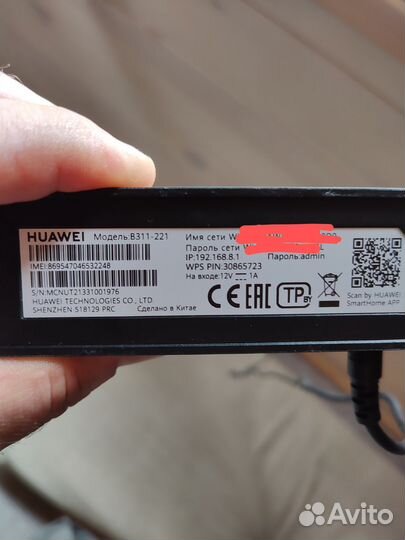 HUAWEI Модель:B311-221
IMEI:869547046532248
S/N:MCNUT21331001976
HUAWEI TECHNOLOGIES CO., LTD.
SHENZHEN 518129 PRC Сделано в Китае
Имя сети
Пароль сети
IP:192.168.8.1 Пароль:admin
WPS PIN:30865723
На входе:12V ⎓ 1A
CE EAC TP BY
Scan by HUAWEI
SmartHome APP
Avito